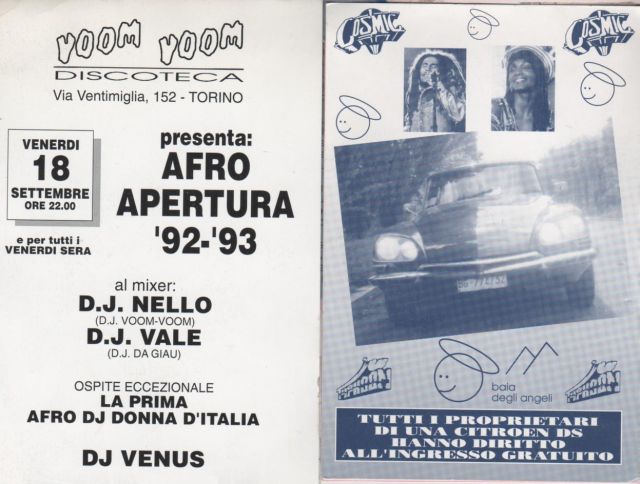 VOOM VOOM
DISCOTECA
Via Ventimiglia, 152 - TORINO
VENERDI
18
SETTEMBRE
ORE 22.00
e per tutti i
VENERDI SERA
presenta:
AFRO
APERTURA
'92-'93
al mixer:
D.J. NELLO
(D.J. VOOM-VOOM)
D.J. VALE
(D.J. DA GIAU)
OSPITE ECCEZIONALE
LA PRIMA
AFRO DJ DONNA D'ITALIA
DJ VENUS
COSMIC
COSMIC
baia
degli angeli
TUTTI I PROPRIETARI
DI UNA CITROEN DS
HANNO DIRITTO
ALL'INGRESSO GRATUITO